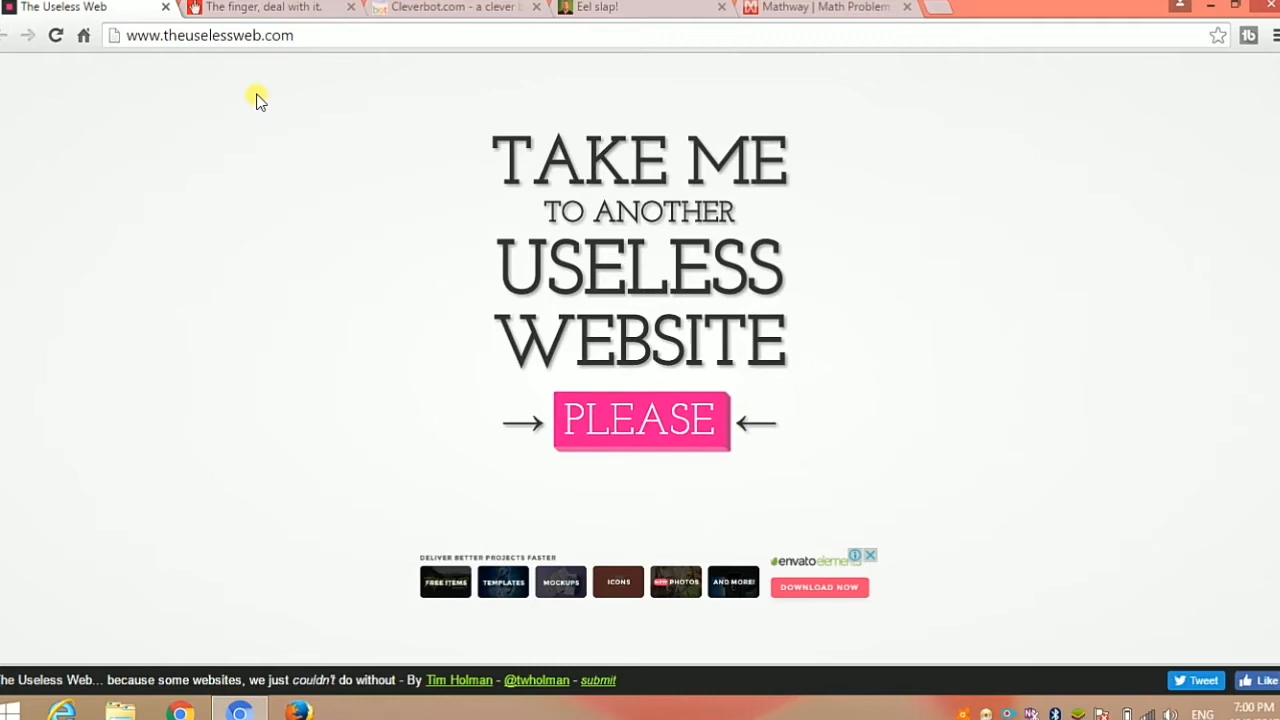 The Useless Web
The finger, deal with it.
Cleverbot.com - a clever b
Eel slap!
Mathway | Math Problem
www.theuselessweb.com
TAKE ME
TO ANOTHER
USELESS
WEBSITE
→ PLEASE ←
DELIVER BETTER PROJECTS FASTER
FREE ITEMS
TEMPLATES
MOCKUPS
ICONS
PHOTOS
AND MORE!
envatoelements
DOWNLOAD NOW
The Useless Web... because some websites, we just couldn't do without - By Tim Holman - @twholman - submit
Tweet
Like
ENG
7:00 PM